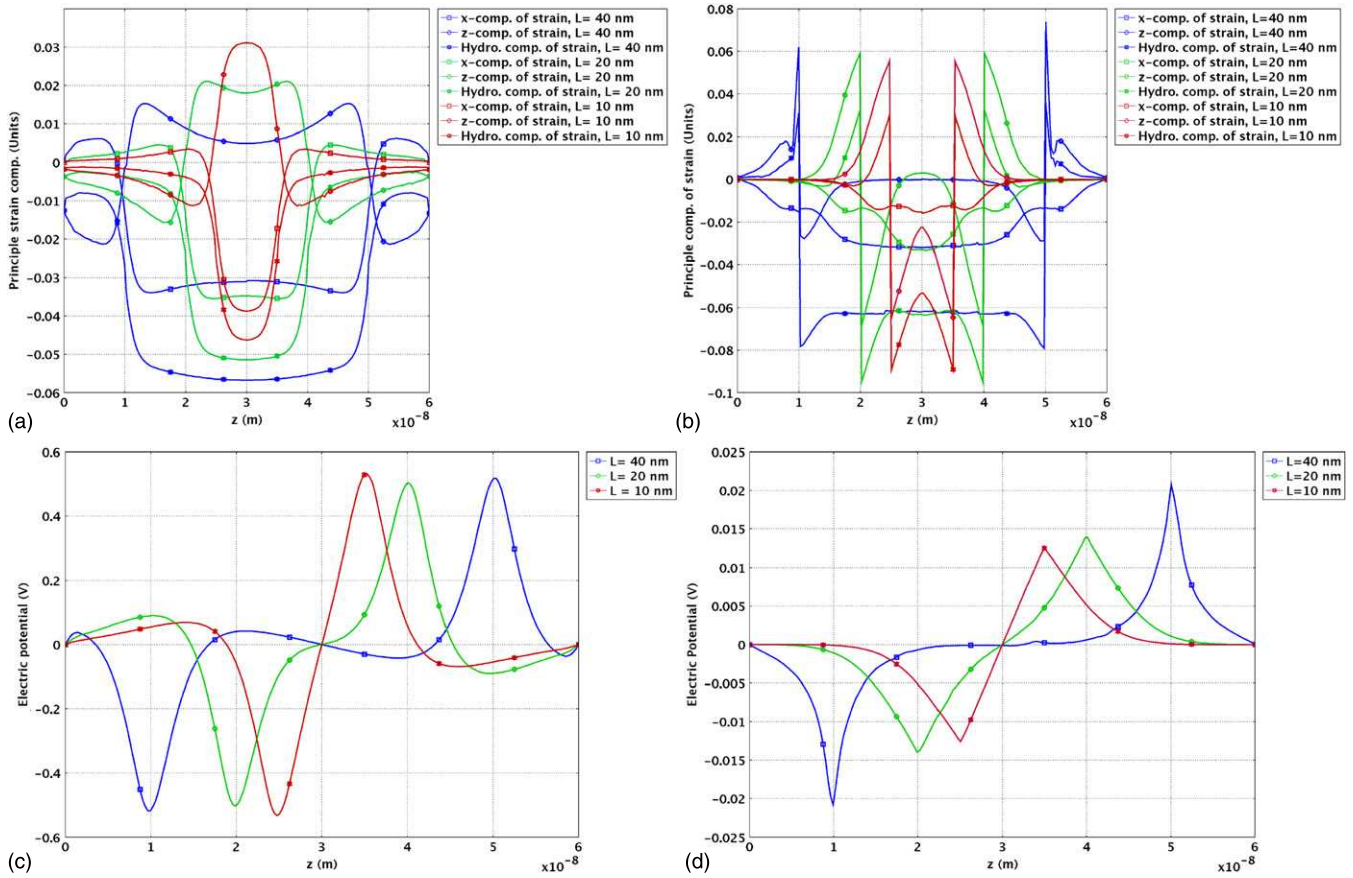 x-comp. of strain, L= 40 nm
z-comp. of strain, L= 40 nm
Hydro. comp. of strain, L= 40 nm
x-comp. of strain, L= 20 nm
z-comp. of strain, L= 20 nm
Hydro. comp. of strain, L= 20 nm
x-comp. of strain, L= 10 nm
z-comp. of strain, L= 10 nm
Hydro. comp. of strain, L= 10 nm
Principle strain comp. (Units)
0.03
0.02
0.01
0
−0.01
−0.02
−0.03
−0.04
−0.05
−0.06
0 1 2 3 4 5 6
z (m)
x10⁻⁸
(a)
x-comp. of strain, L=40 nm
z-comp. of strain, L=40 nm
Hydro. comp. of strain, L=40 nm
x-comp. of strain, L=20 nm
z-comp. of strain, L=20 nm
Hydro. comp. of strain, L=20 nm
x-comp. of strain, L=10 nm
z-comp. of strain, L=10 nm
Hydro. comp. of strain, L=10 nm
Principle comp. of strain (Units)
0.08
0.06
0.04
0.02
0
−0.02
−0.04
−0.06
−0.08
−0.1
0 1 2 3 4 5 6
z (m)
x10⁻⁸
(b)
L= 40 nm
L= 20 nm
L = 10 nm
Electric potential (V)
0.6
0.4
0.2
0
−0.2
−0.4
−0.6
0 1 2 3 4 5 6
z (m)
x10⁻⁸
(c)
L=40 nm
L=20 nm
L=10 nm
Electric Potential (V)
0.025
0.02
0.015
0.01
0.005
0
−0.005
−0.01
−0.015
−0.02
−0.025
0 1 2 3 4 5 6
z (m)
x10⁻⁸
(d)